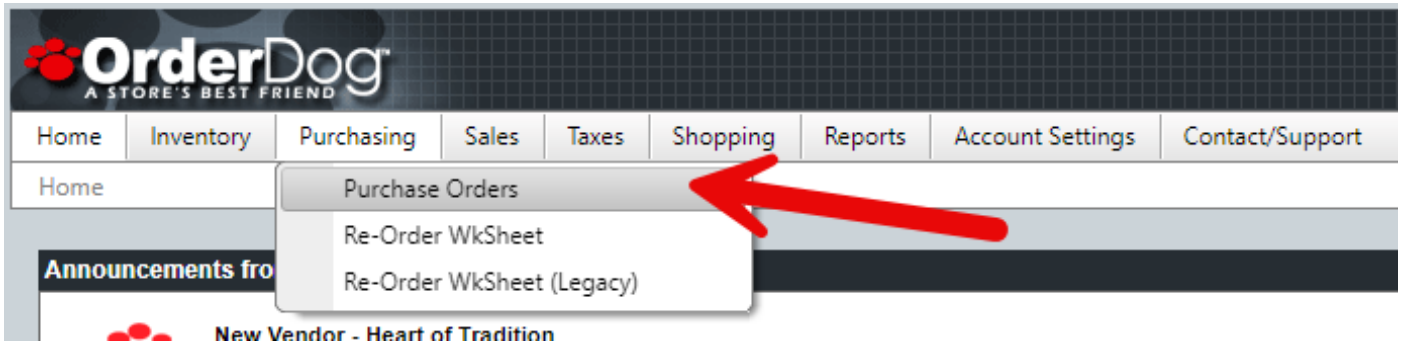 OrderDog™
A STORE'S BEST FRIEND
Home Inventory Purchasing Sales Taxes Shopping Reports Account Settings Contact/Support
Home
Purchase Orders
Re-Order WkSheet
Announcements fro
Re-Order WkSheet (Legacy)
New Vendor - Heart of Tradition